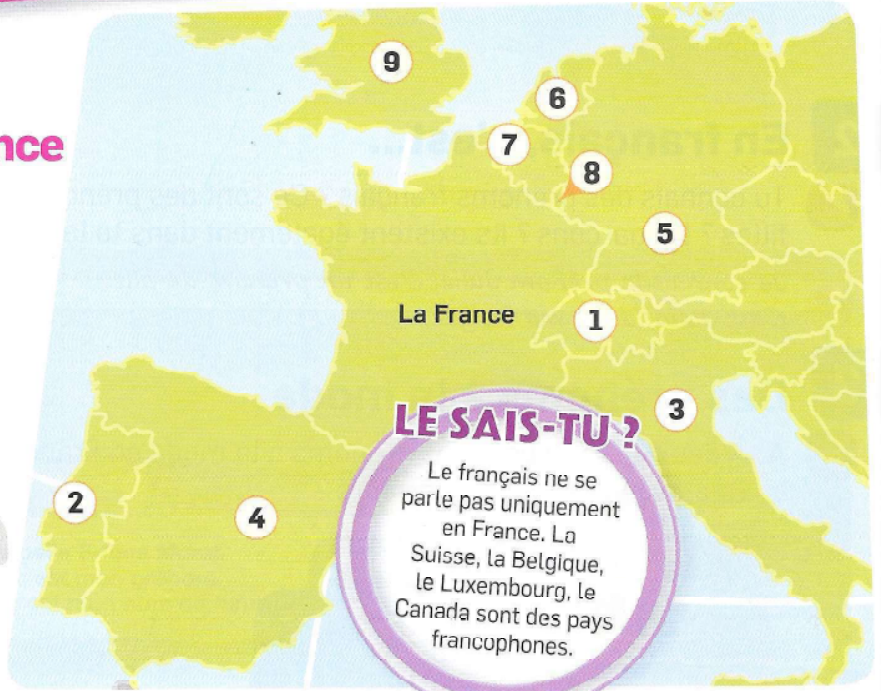 nce
9
6
7
8
5
La France
1
3
LE SAIS-TU ?
Le français ne se
parle pas uniquement
en France. La
Suisse, la Belgique,
le Luxembourg, le
Canada sont des pays
francophones.
2
4